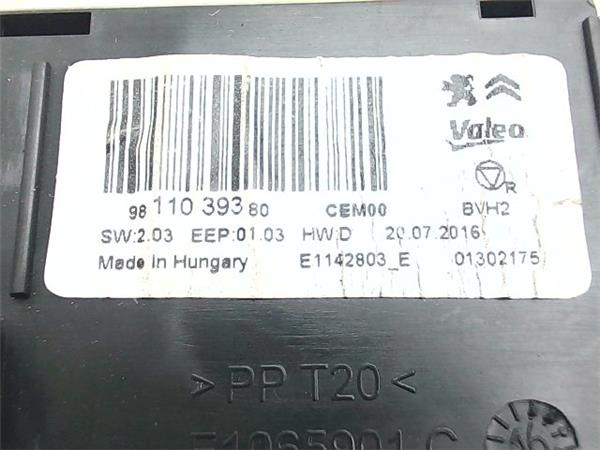 Valeo
R
98 110 393 80 CEM00 BVH2
SW:2.03 EEP:01.03 HW:D 20.07.2016
Made In Hungary E1142803_E 01302175
>PP T20<
E1065901 C